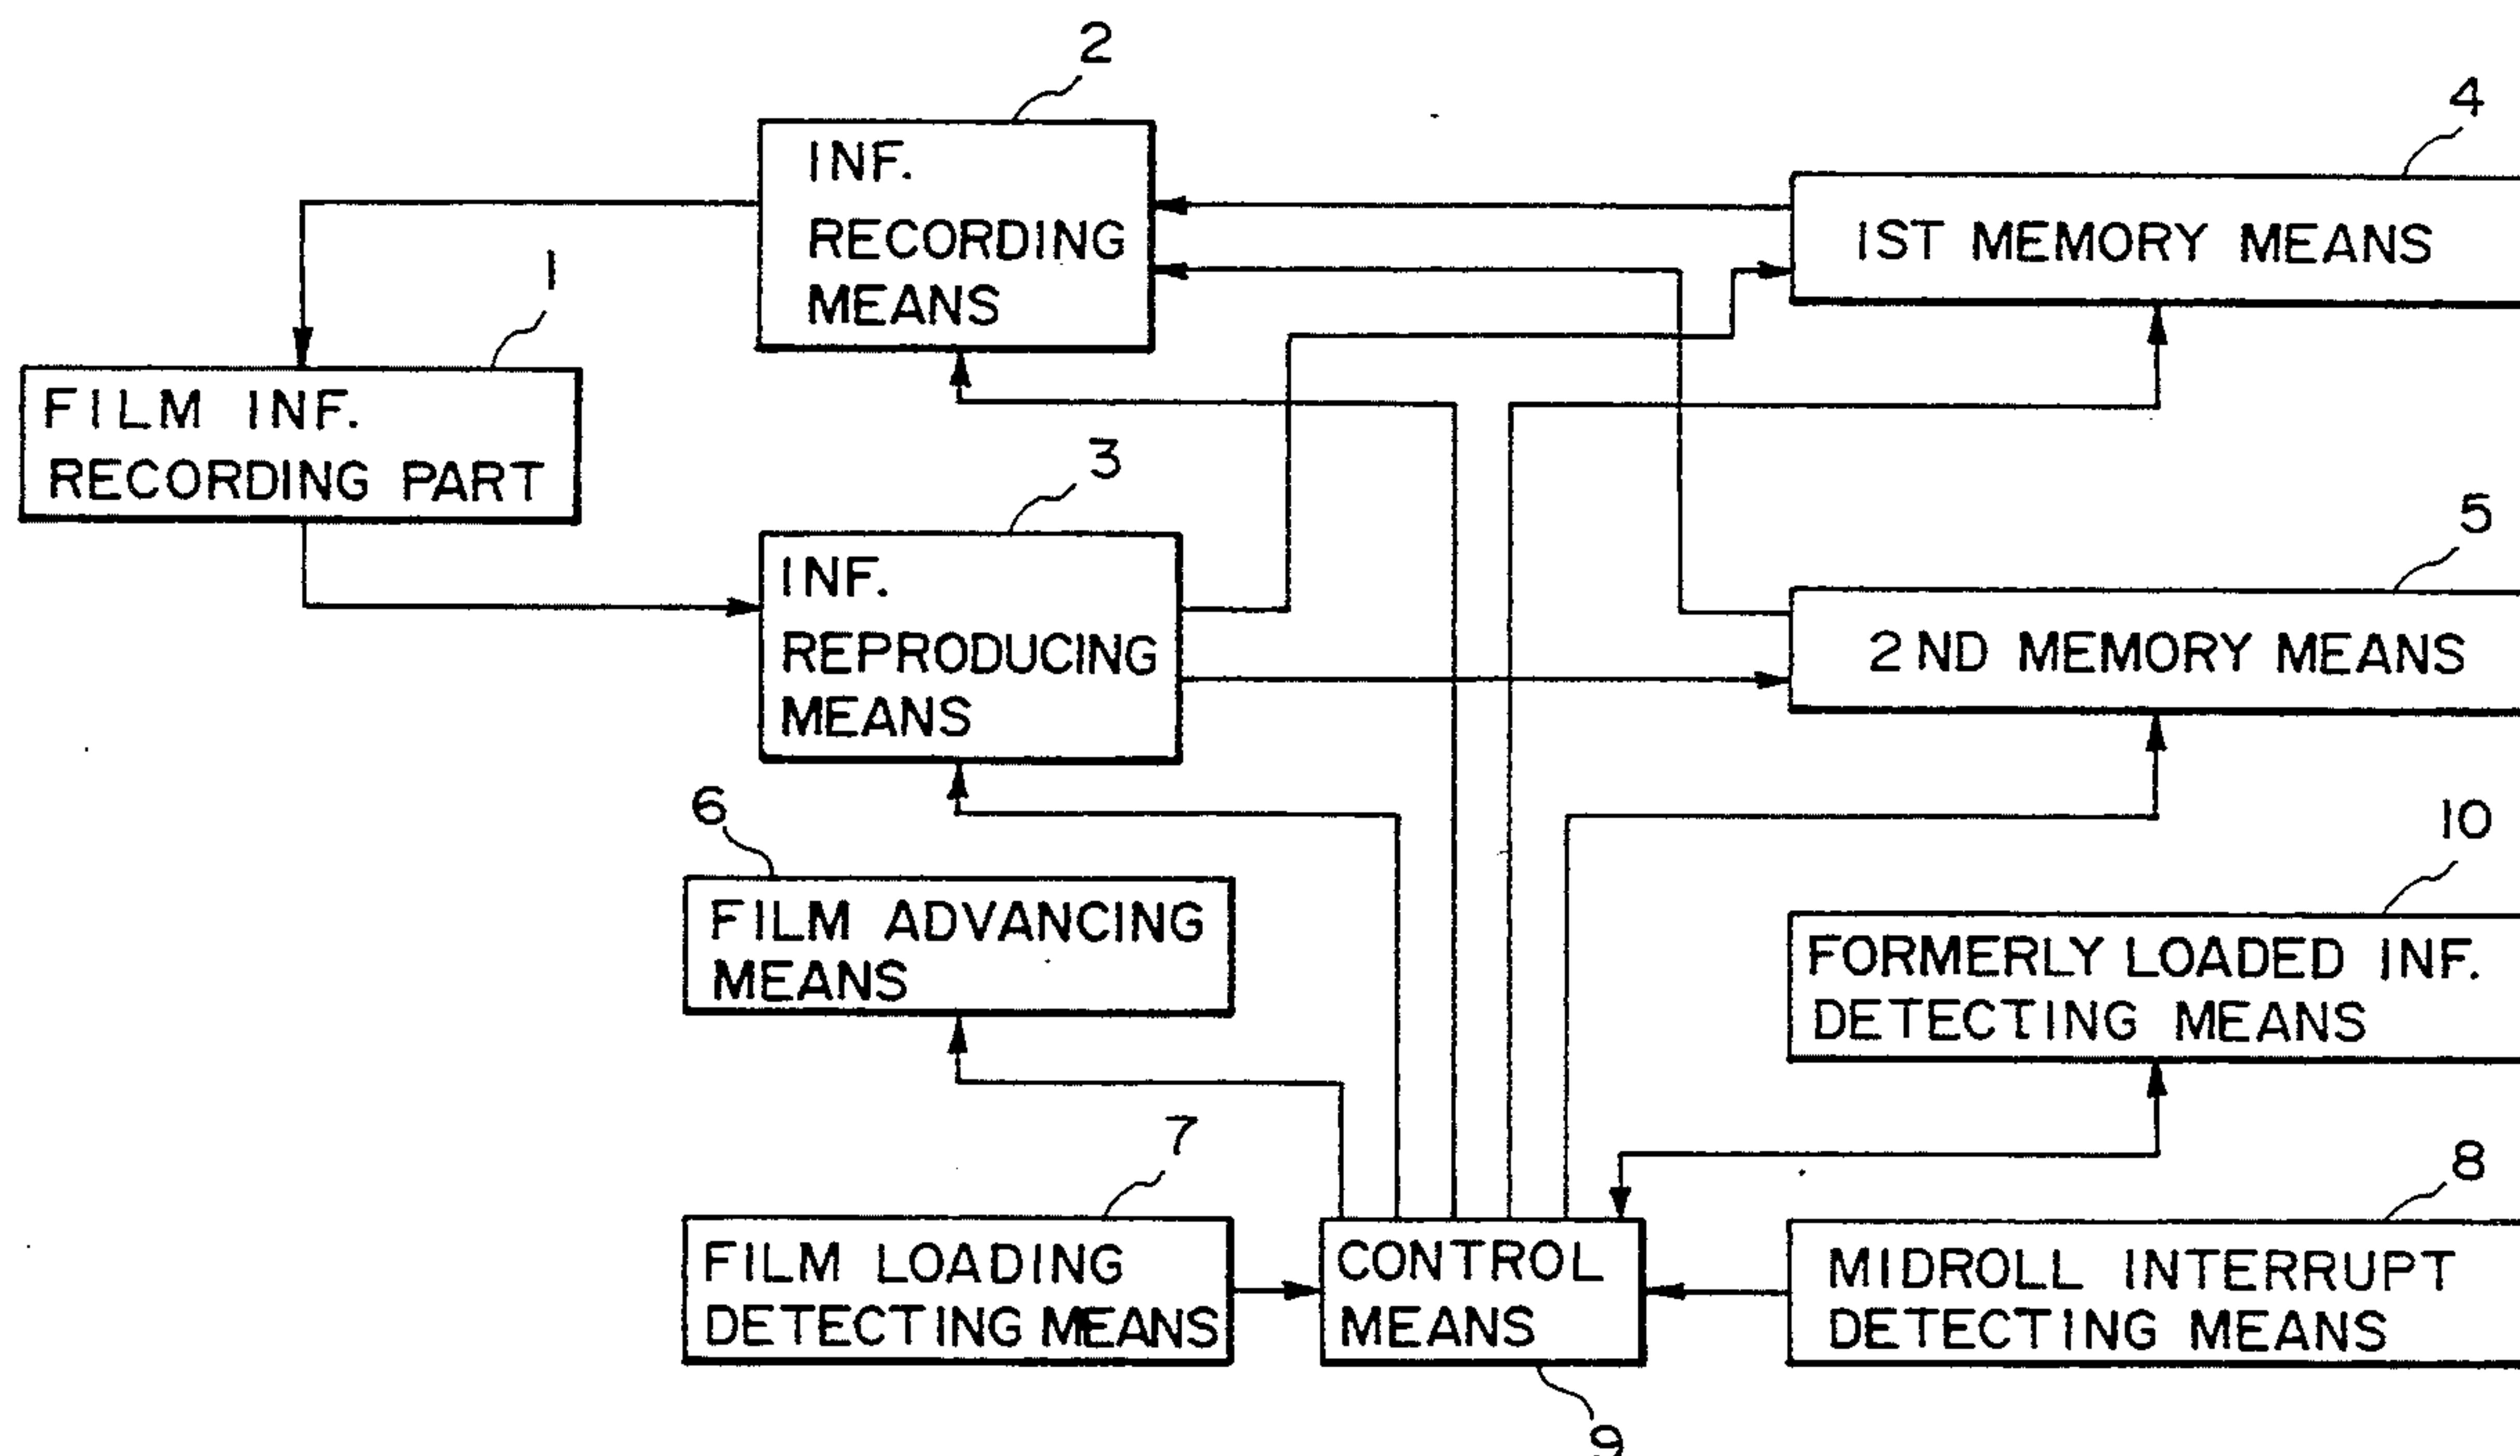 2
INF.
RECORDING
MEANS
4
1ST MEMORY MEANS
1
FILM INF.
RECORDING PART
3
INF.
REPRODUCING
MEANS
5
2ND MEMORY MEANS
6
FILM ADVANCING
MEANS
10
FORMERLY LOADED INF.
DETECTING MEANS
7
FILM LOADING
DETECTING MEANS
CONTROL
MEANS
9
8
MIDROLL INTERRUPT
DETECTING MEANS